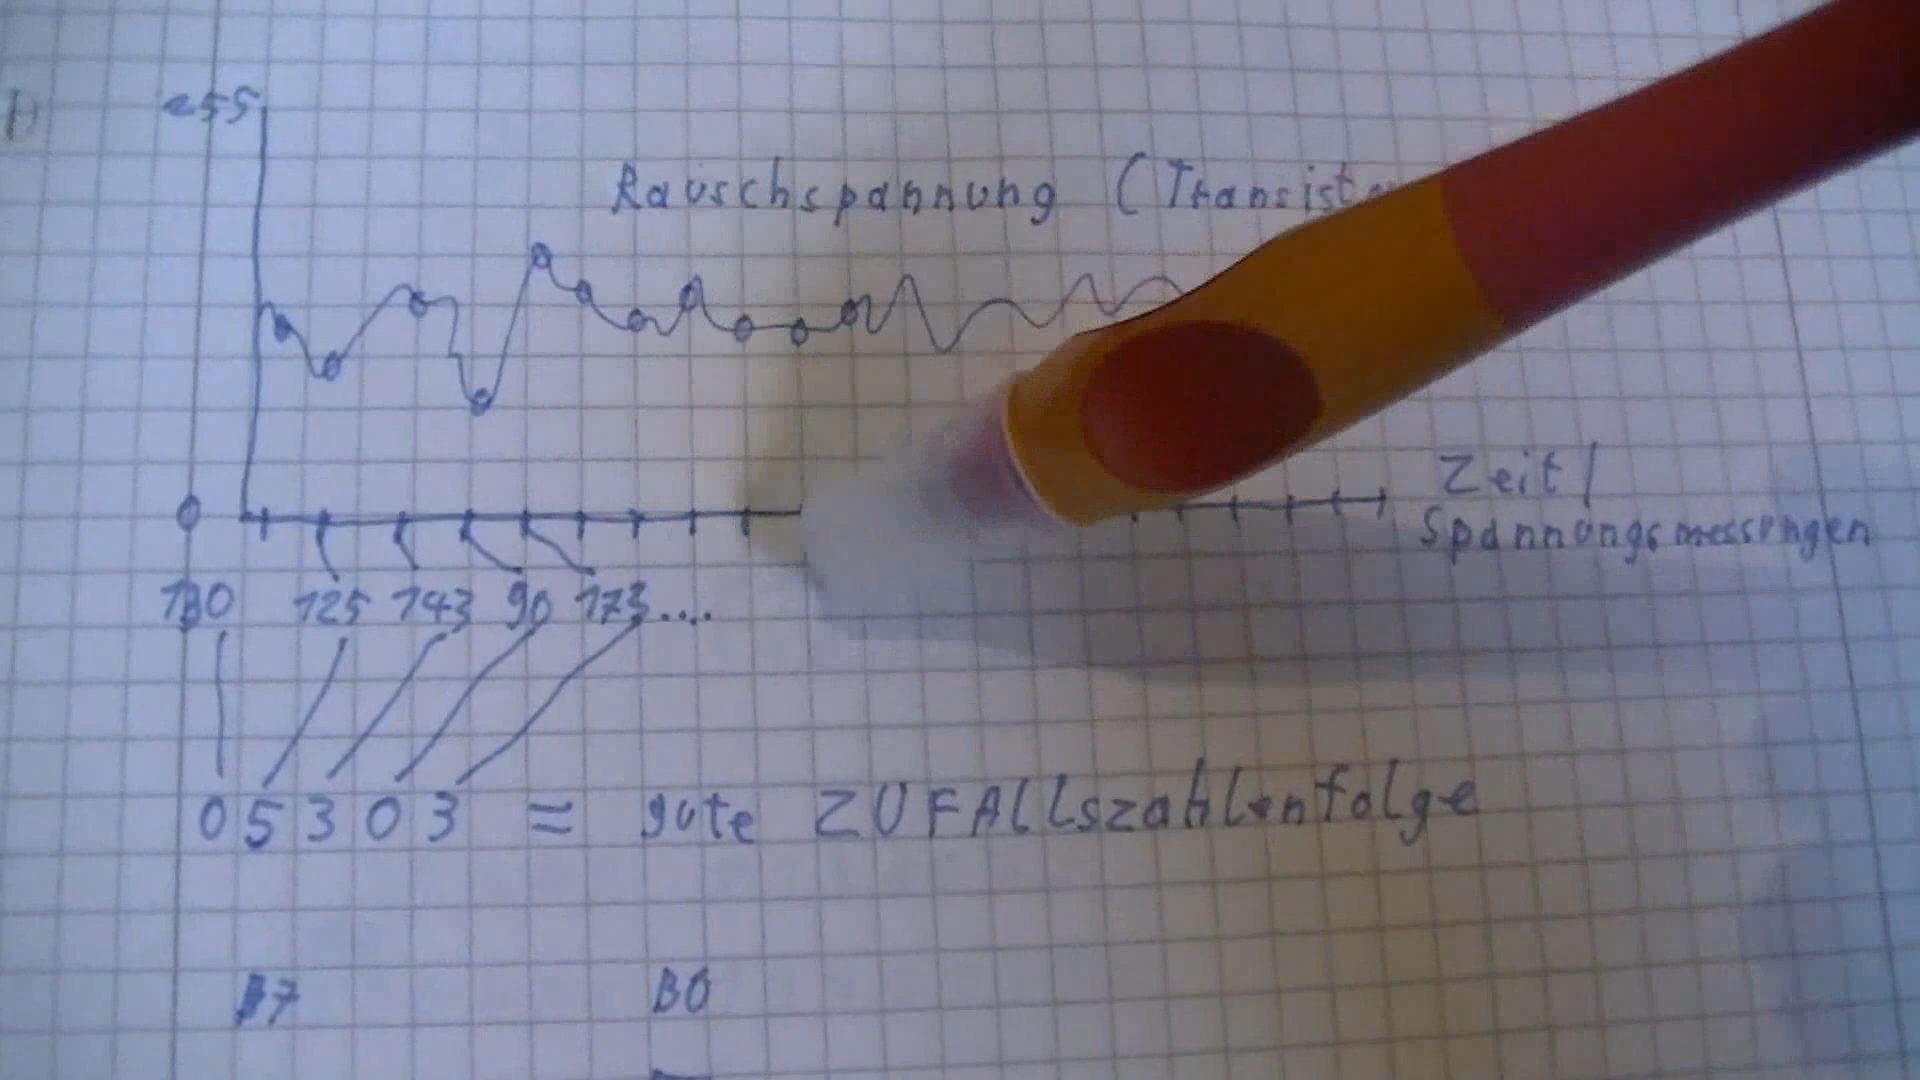 255
Rauschspannung (Transisto
0
Zeit/
Spannungsmessungen
130 125 143 90 173....
0 5 3 0 3 = gute ZUFAllszahlenfolge
B7 B0